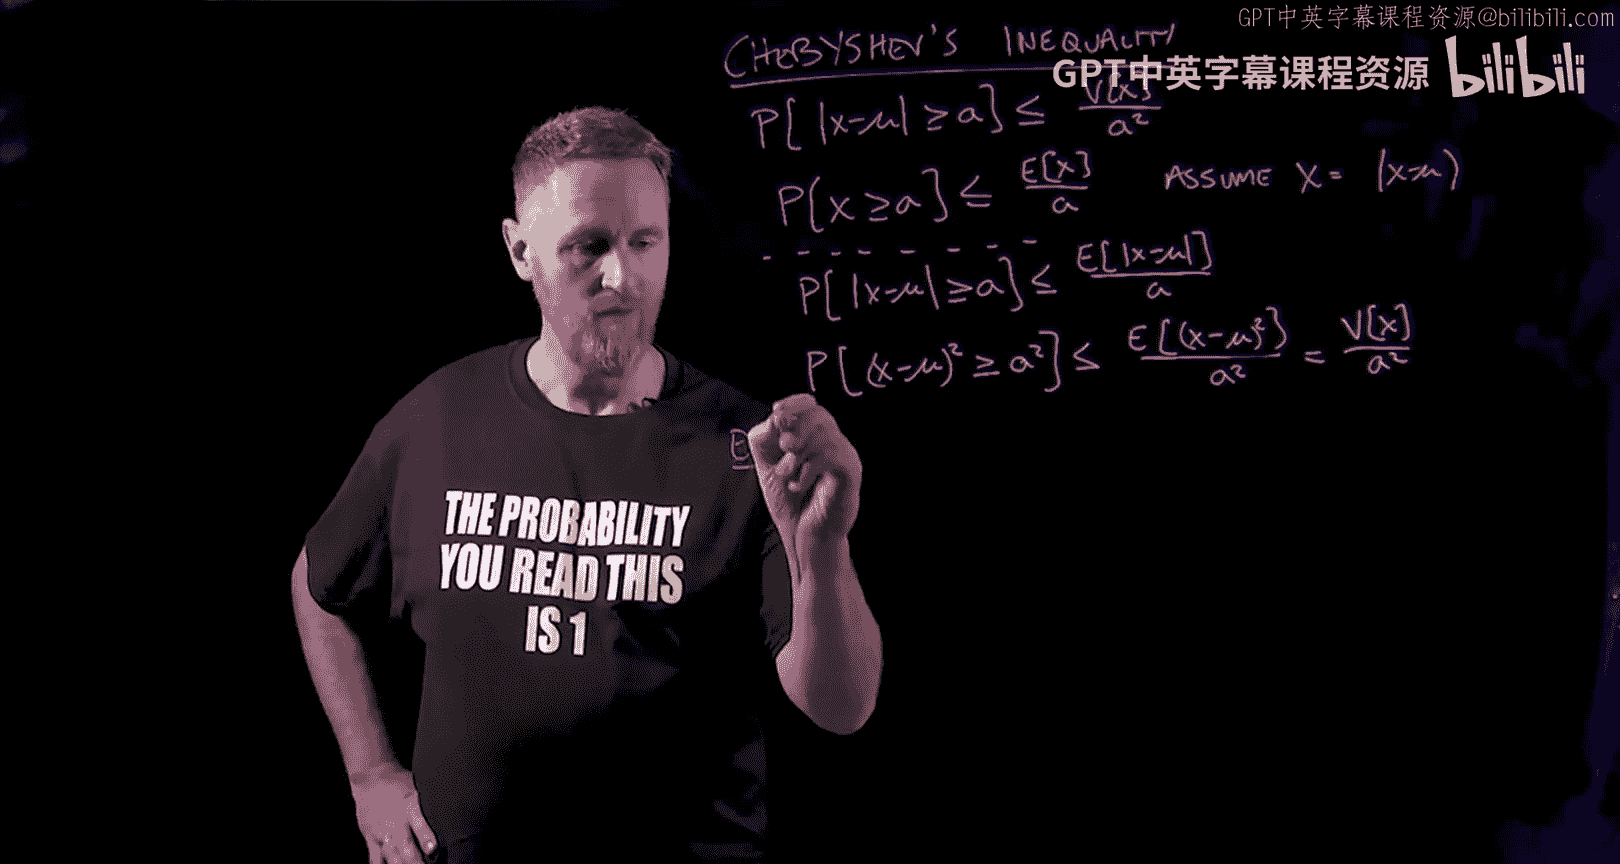 GPT中英字幕课程资源@bilibili.com
GPT中英字幕课程资源 bilibili
CHEBYSHEV'S INEQUALITY
P[|x-μ| ≥ a] ≤ V[x]/a²
P[x ≥ a] ≤ E[x]/a ASSUME X = |x-μ|
P[|x-μ| ≥ a] ≤ E[|x-μ|]/a
P[(x-μ)² ≥ a²] ≤ E[(x-μ)²]/a² = V[x]/a²
THE PROBABILITY
YOU READ THIS
IS 1